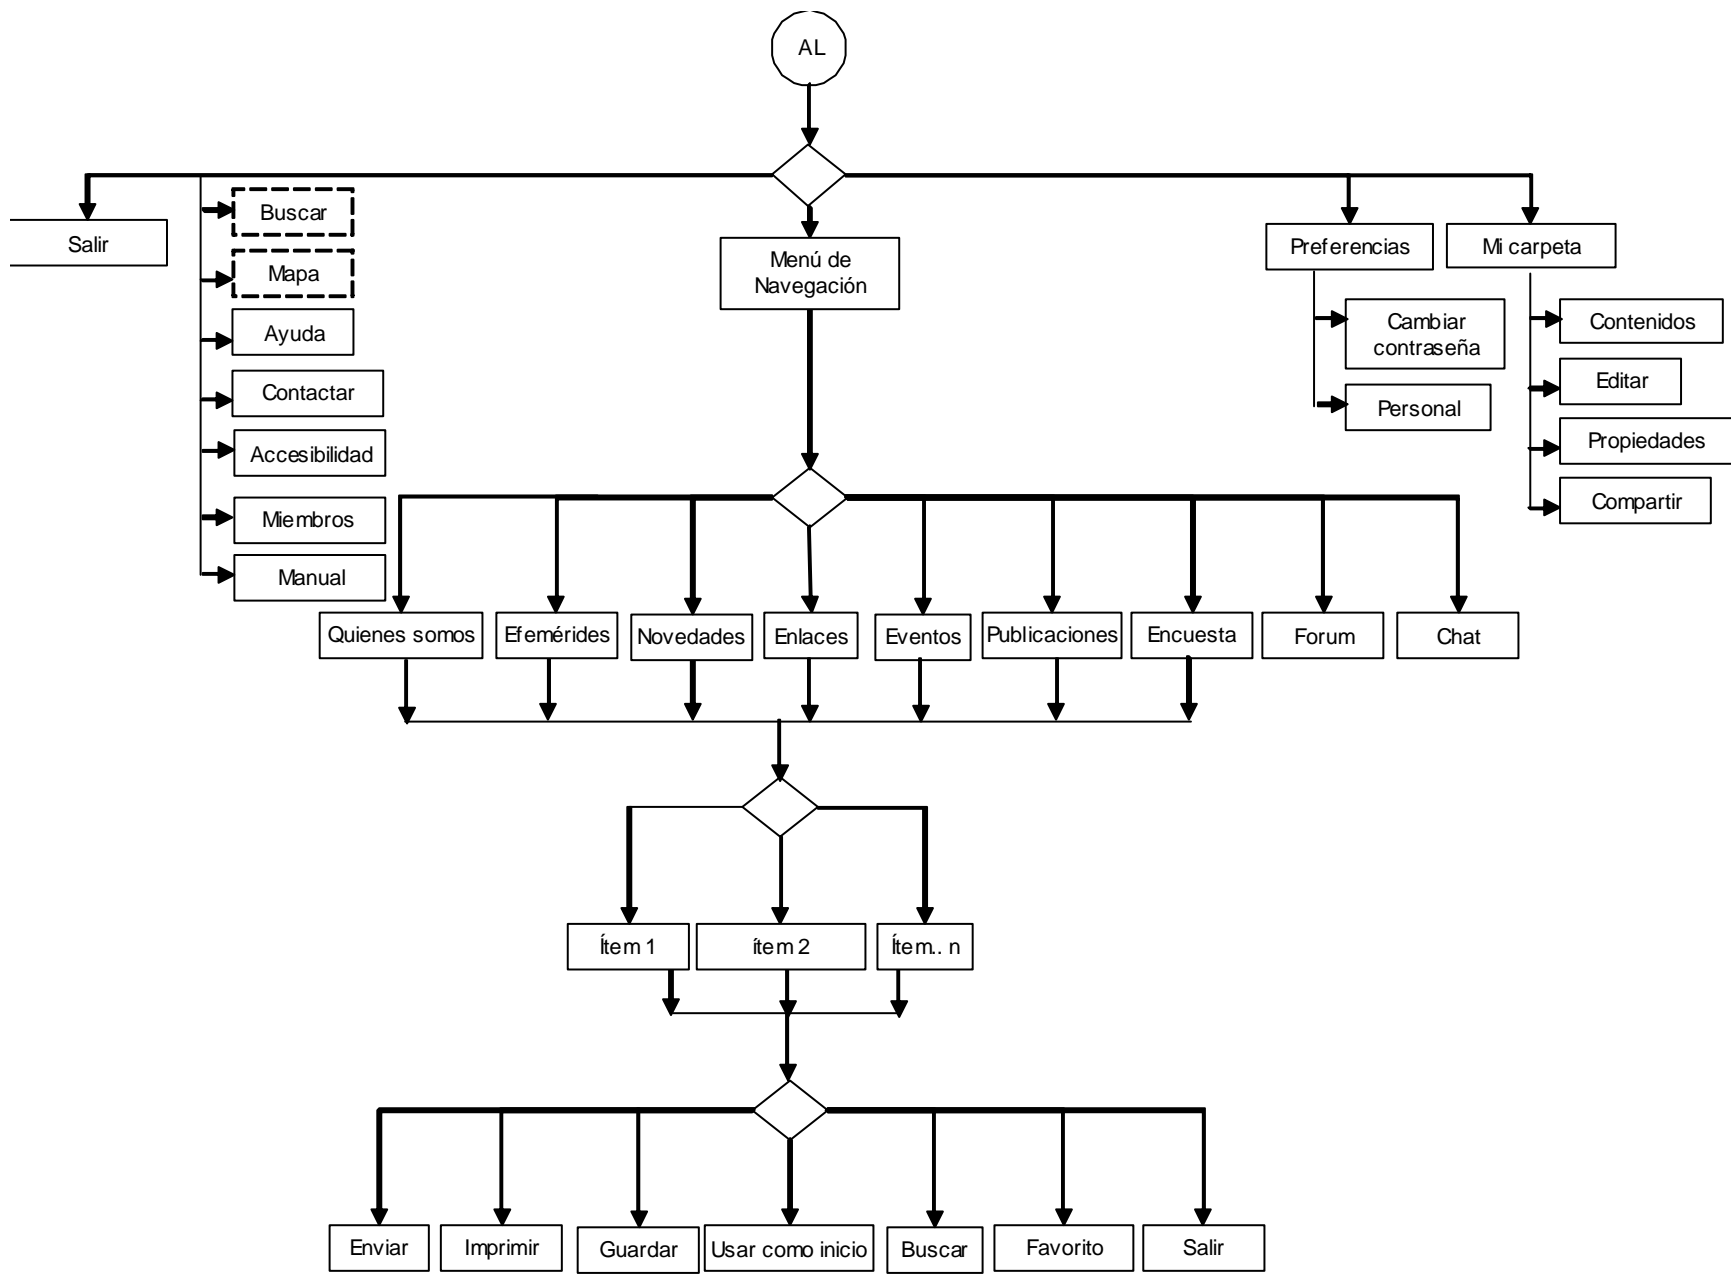 AL
Buscar
Salir
Mapa
Ayuda
Contactar
Accesibilidad
Miembros
Manual
Menú de
Navegación
Preferencias
Cambiar
contraseña
Personal
Mi carpeta
Contenidos
Editar
Propiedades
Compartir
Quienes somos
Efemérides
Novedades
Enlaces
Eventos
Publicaciones
Encuesta
Forum
Chat
Ítem 1
ítem 2
Ítem.. n
Enviar
Imprimir
Guardar
Usar como inicio
Buscar
Favorito
Salir